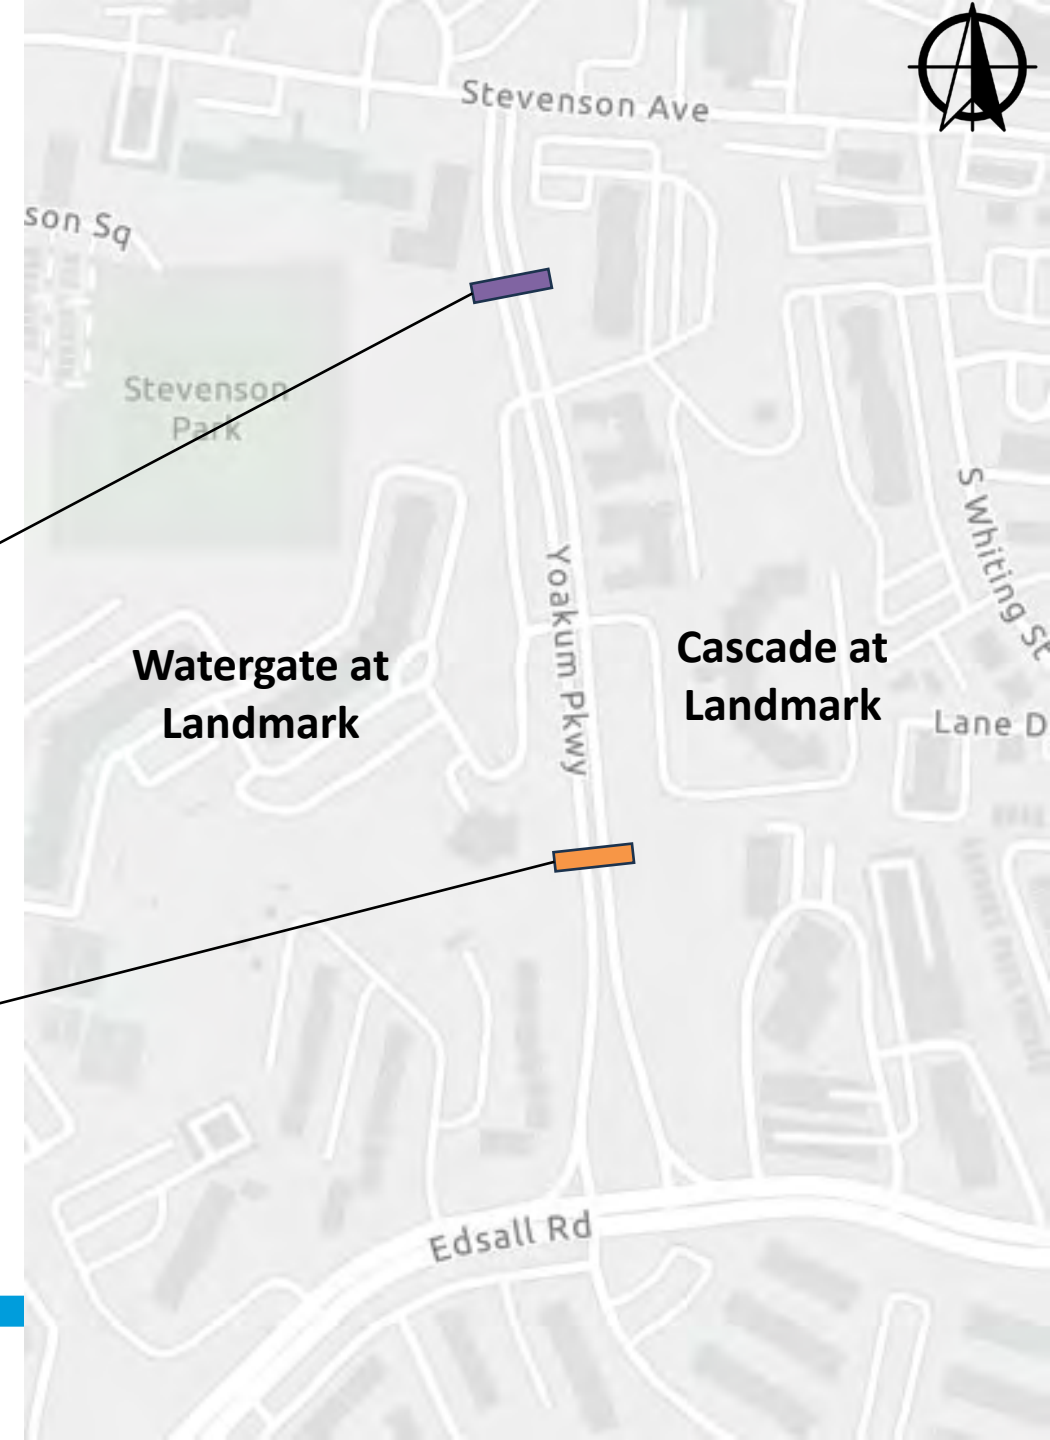 Stevenson Ave
son Sq
Stevenson
Park
S Whiting St
Yoakum Pkwy
Watergate at
Landmark
Cascade at
Landmark
Lane D
Edsall Rd